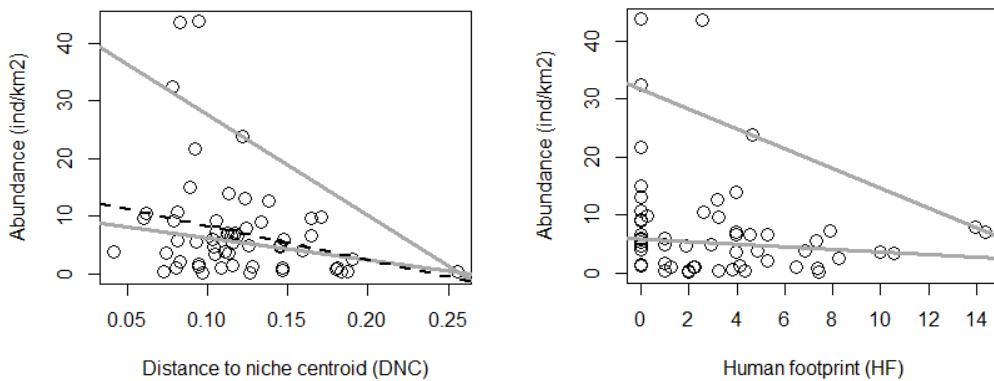 Abundance (ind/km2)
40
30
20
10
0
0.05 0.10 0.15 0.20 0.25
Distance to niche centroid (DNC)
Abundance (ind/km2)
40
30
20
10
0
0 2 4 6 8 10 12 14
Human footprint (HF)